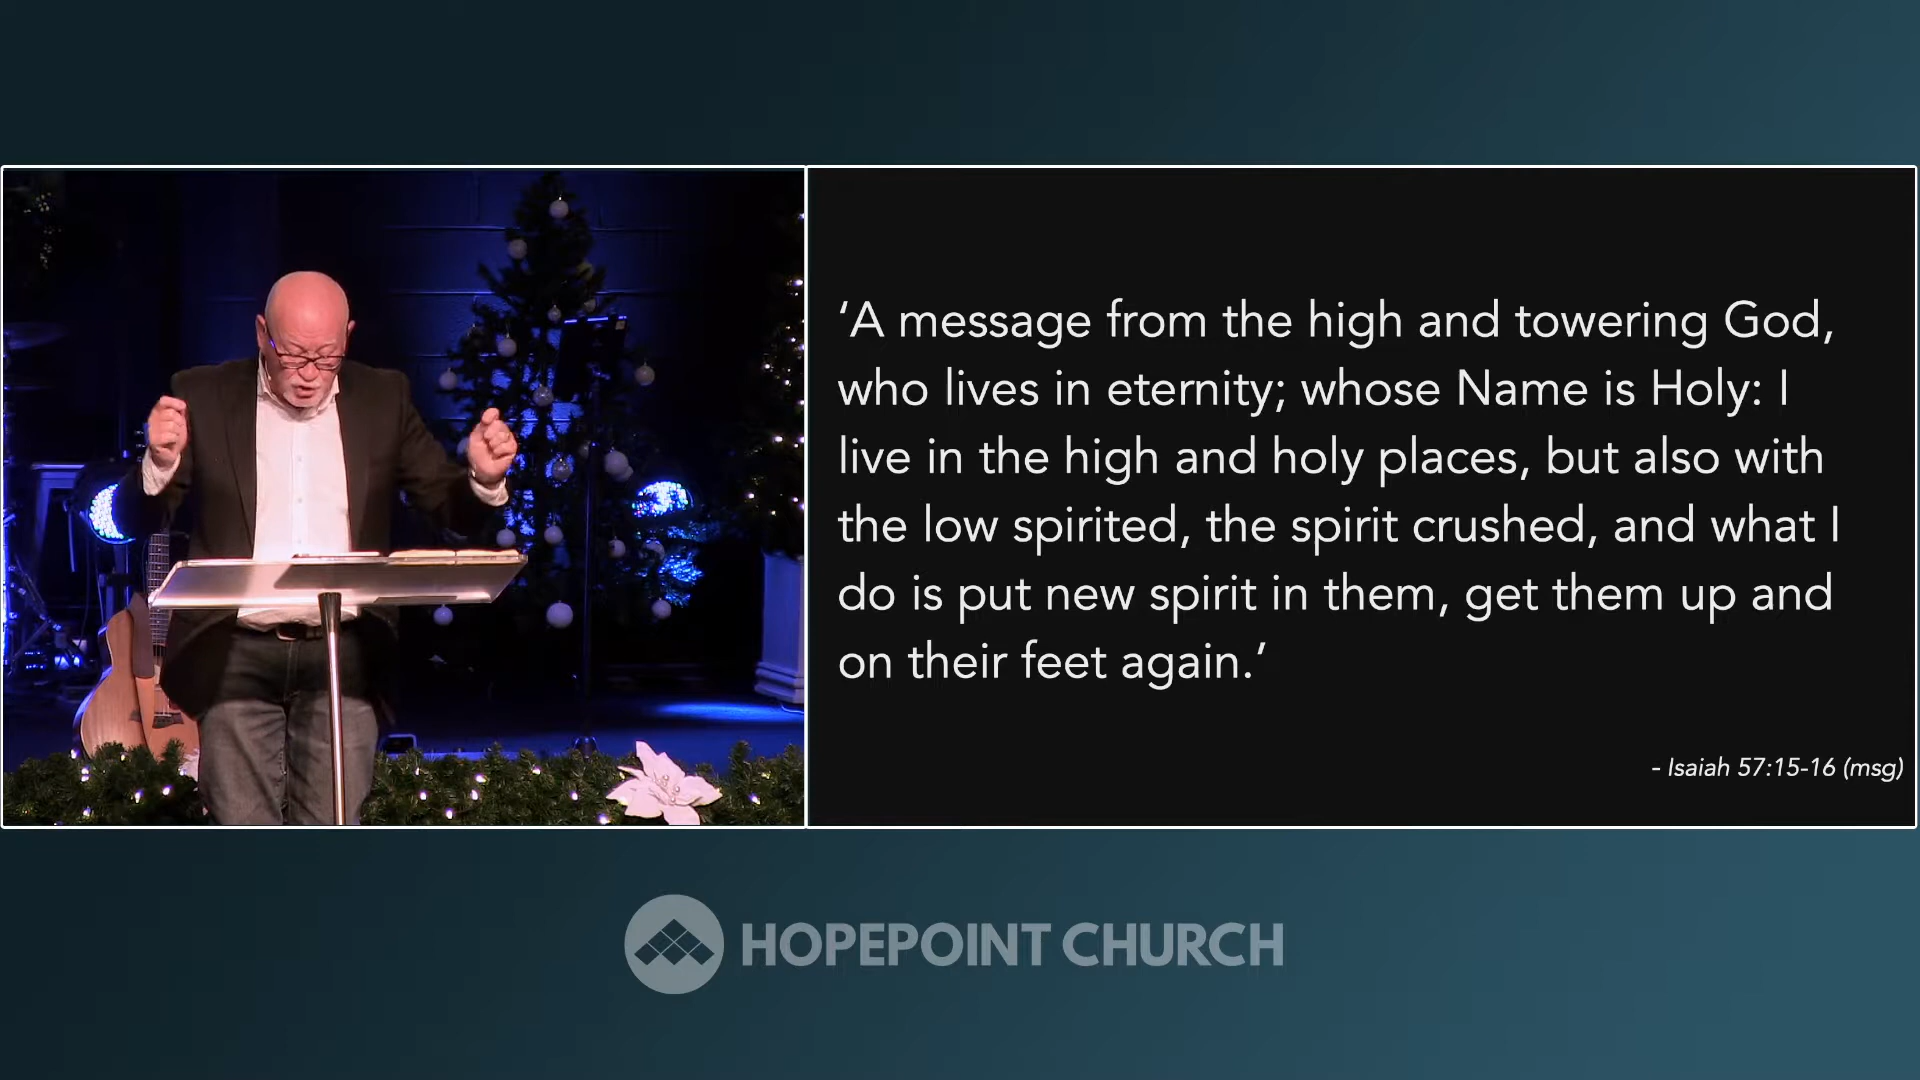 ‘A message from the high and towering God,
who lives in eternity; whose Name is Holy: I
live in the high and holy places, but also with
the low spirited, the spirit crushed, and what I
do is put new spirit in them, get them up and
on their feet again.’
- Isaiah 57:15-16 (msg)
HOPEPOINT CHURCH